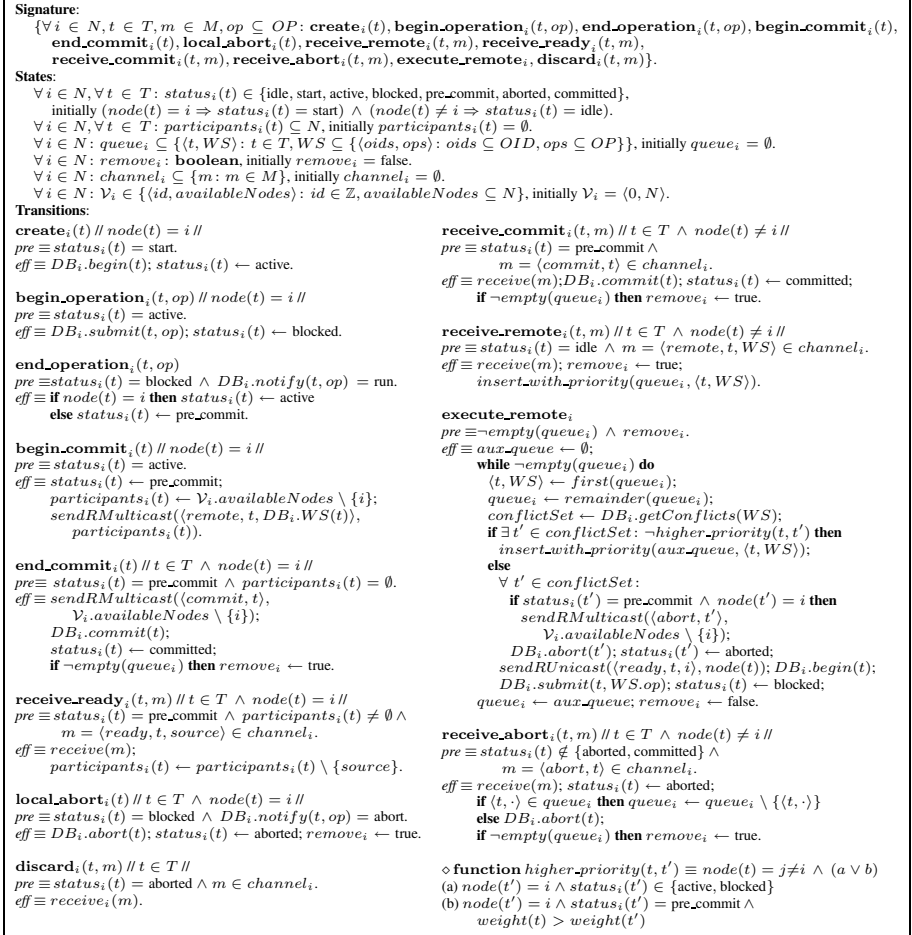 Signature:
{∀ i ∈ N, t ∈ T, m ∈ M, op ⊆ OP: create_i(t), begin_operation_i(t, op), end_operation_i(t, op), begin_commit_i(t),
end_commit_i(t), local_abort_i(t), receive_remote_i(t, m), receive_ready_i(t, m),
receive_commit_i(t, m), receive_abort_i(t, m), execute_remote_i, discard_i(t, m)}.
States:
∀ i ∈ N, ∀ t ∈ T: status_i(t) ∈ {idle, start, active, blocked, pre_commit, aborted, committed},
initially (node(t) = i ⇒ status_i(t) = start) ∧ (node(t) ≠ i ⇒ status_i(t) = idle).
∀ i ∈ N, ∀ t ∈ T: participants_i(t) ⊆ N, initially participants_i(t) = ∅.
∀ i ∈ N: queue_i ⊆ {⟨t, WS⟩: t ∈ T, WS ⊆ {⟨oids, ops⟩: oids ⊆ OID, ops ⊆ OP}}, initially queue_i = ∅.
∀ i ∈ N: remove_i: boolean, initially remove_i = false.
∀ i ∈ N: channel_i ⊆ {m: m ∈ M}, initially channel_i = ∅.
∀ i ∈ N: V_i ∈ {⟨id, availableNodes⟩: id ∈ ℤ, availableNodes ⊆ N}, initially V_i = ⟨0, N⟩.
Transitions:
create_i(t) // node(t) = i //
pre ≡ status_i(t) = start.
eff ≡ DB_i.begin(t); status_i(t) ← active.
begin_operation_i(t, op) // node(t) = i //
pre ≡ status_i(t) = active.
eff ≡ DB_i.submit(t, op); status_i(t) ← blocked.
end_operation_i(t, op)
pre ≡status_i(t) = blocked ∧ DB_i.notify(t, op) = run.
eff ≡ if node(t) = i then status_i(t) ← active
else status_i(t) ← pre_commit.
begin_commit_i(t) // node(t) = i //
pre ≡ status_i(t) = active.
eff ≡ status_i(t) ← pre_commit;
participants_i(t) ← V_i.availableNodes \ {i};
sendRMulticast(⟨remote, t, DB_i.WS(t)⟩,
participants_i(t)).
end_commit_i(t) // t ∈ T ∧ node(t) = i //
pre≡ status_i(t) = pre_commit ∧ participants_i(t) = ∅.
eff ≡ sendRMulticast(⟨commit, t⟩,
V_i.availableNodes \ {i});
DB_i.commit(t);
status_i(t) ← committed;
if ¬empty(queue_i) then remove_i ← true.
receive_ready_i(t, m) // t ∈ T ∧ node(t) = i //
pre ≡ status_i(t) = pre_commit ∧ participants_i(t) ≠ ∅ ∧
m = ⟨ready, t, source⟩ ∈ channel_i.
eff ≡ receive(m);
participants_i(t) ← participants_i(t) \ {source}.
local_abort_i(t) // t ∈ T ∧ node(t) = i //
pre ≡ status_i(t) = blocked ∧ DB_i.notify(t, op) = abort.
eff ≡ DB_i.abort(t); status_i(t) ← aborted; remove_i ← true.
discard_i(t, m) // t ∈ T //
pre ≡ status_i(t) = aborted ∧ m ∈ channel_i.
eff ≡ receive_i(m).
receive_commit_i(t, m) // t ∈ T ∧ node(t) ≠ i //
pre ≡ status_i(t) = pre_commit ∧
m = ⟨commit, t⟩ ∈ channel_i.
eff ≡ receive(m);DB_i.commit(t); status_i(t) ← committed;
if ¬empty(queue_i) then remove_i ← true.
receive_remote_i(t, m) // t ∈ T ∧ node(t) ≠ i //
pre ≡ status_i(t) = idle ∧ m = ⟨remote, t, WS⟩ ∈ channel_i.
eff ≡ receive(m); remove_i ← true;
insert_with_priority(queue_i, ⟨t, WS⟩).
execute_remote_i
pre ≡¬empty(queue_i) ∧ remove_i.
eff ≡ aux_queue ← ∅;
while ¬empty(queue_i) do
⟨t, WS⟩ ← first(queue_i);
queue_i ← remainder(queue_i);
conflictSet ← DB_i.getConflicts(WS);
if ∃ t′ ∈ conflictSet: ¬higher_priority(t, t′) then
insert_with_priority(aux_queue, ⟨t, WS⟩);
else
∀ t′ ∈ conflictSet:
if status_i(t′) = pre_commit ∧ node(t′) = i then
sendRMulticast(⟨abort, t′⟩,
V_i.availableNodes \ {i});
DB_i.abort(t′); status_i(t′) ← aborted;
sendRUnicast(⟨ready, t, i⟩, node(t)); DB_i.begin(t);
DB_i.submit(t, WS.op); status_i(t) ← blocked;
queue_i ← aux_queue; remove_i ← false.
receive_abort_i(t, m) // t ∈ T ∧ node(t) ≠ i //
pre ≡ status_i(t) ∉ {aborted, committed} ∧
m = ⟨abort, t⟩ ∈ channel_i.
eff ≡ receive(m); status_i(t) ← aborted;
if ⟨t, ·⟩ ∈ queue_i then queue_i ← queue_i \ {⟨t, ·⟩}
else DB_i.abort(t);
if ¬empty(queue_i) then remove_i ← true.
⋄ function higher_priority(t, t′) ≡ node(t) = j≠i ∧ (a ∨ b)
(a) node(t′) = i ∧ status_i(t′) ∈ {active, blocked}
(b) node(t′) = i ∧ status_i(t′) = pre_commit ∧
weight(t) > weight(t′)